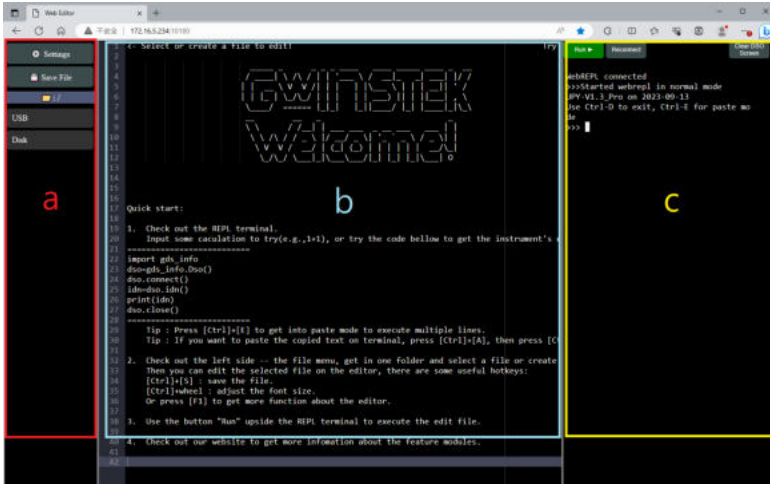 Web Editor
不安全 | 172.16.5.234:10180
Settings
Save File
: /
USB
Disk
a
<- Select or create a file to edit! Try
GWINSTEK
Welcome!
Quick start:
1. Check out the REPL terminal.
Input some caculation to try(e.g.,1+1), or try the code bellow to get the instrument's
=========================
import gds_info
dso=gds_info.Dso()
dso.connect()
idn=dso.idn()
print(idn)
dso.close()
=========================
Tip : Press [Ctrl]+[E] to get into paste mode to execute multiple lines.
Tip : If you want to paste the copied text on terminal, press [Ctrl]+[A], then press [C
2. Check out the left side -- the file menu, get in one folder and select a file or create
Then you can edit the selected file on the editor, there are some useful hotkeys:
[Ctrl]+[S] : save the file.
[Ctrl]+wheel : adjust the font size.
Or press [F1] to get more function about the editor.
3. Use the button "Run" upside the REPL terminal to execute the edit file.
4. Check out our website to get more infomation about the feature modules.
b
Run ►
Reconnect
Clear DSO
Screen
WebREPL connected
>>>Started webrepl in normal mode
UPY-V1.3_Pro on 2023-09-13
Use Ctrl-D to exit, Ctrl-E for paste mo
de
>>>
c